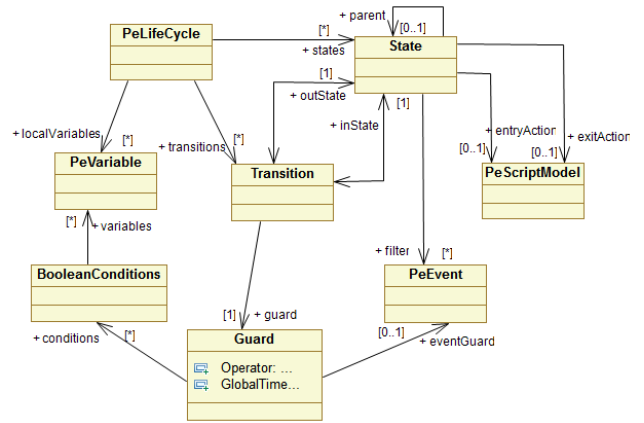 + parent
[0..1]
PeLifeCycle
[*]
+ states
State
[1]
+ outState
[1]
+ inState
+ entryAction
+ exitAction
[0..1]
[0..1]
+ localVariables
[*]
+ transitions
[*]
PeVariable
Transition
PeScriptModel
[*]
+ variables
+ filter
[*]
BooleanConditions
PeEvent
[1]
+ guard
[*]
+ conditions
[0..1]
+ eventGuard
Guard
Operator: ...
GlobalTime...